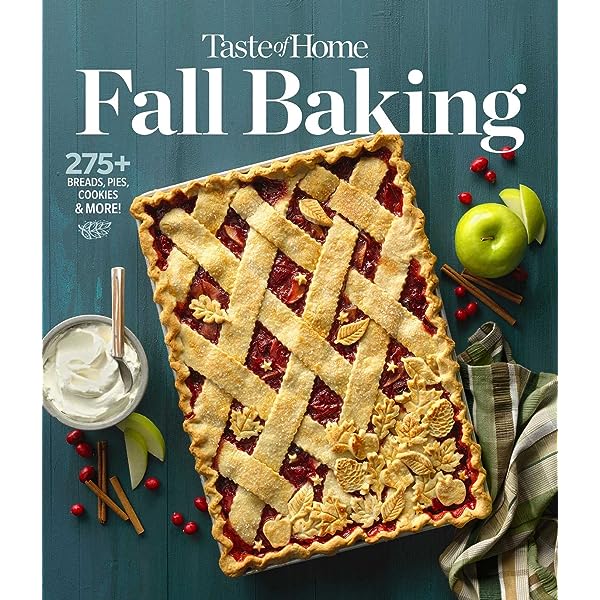 Taste of Home
Fall Baking
275+
BREADS, PIES,
COOKIES
& MORE!